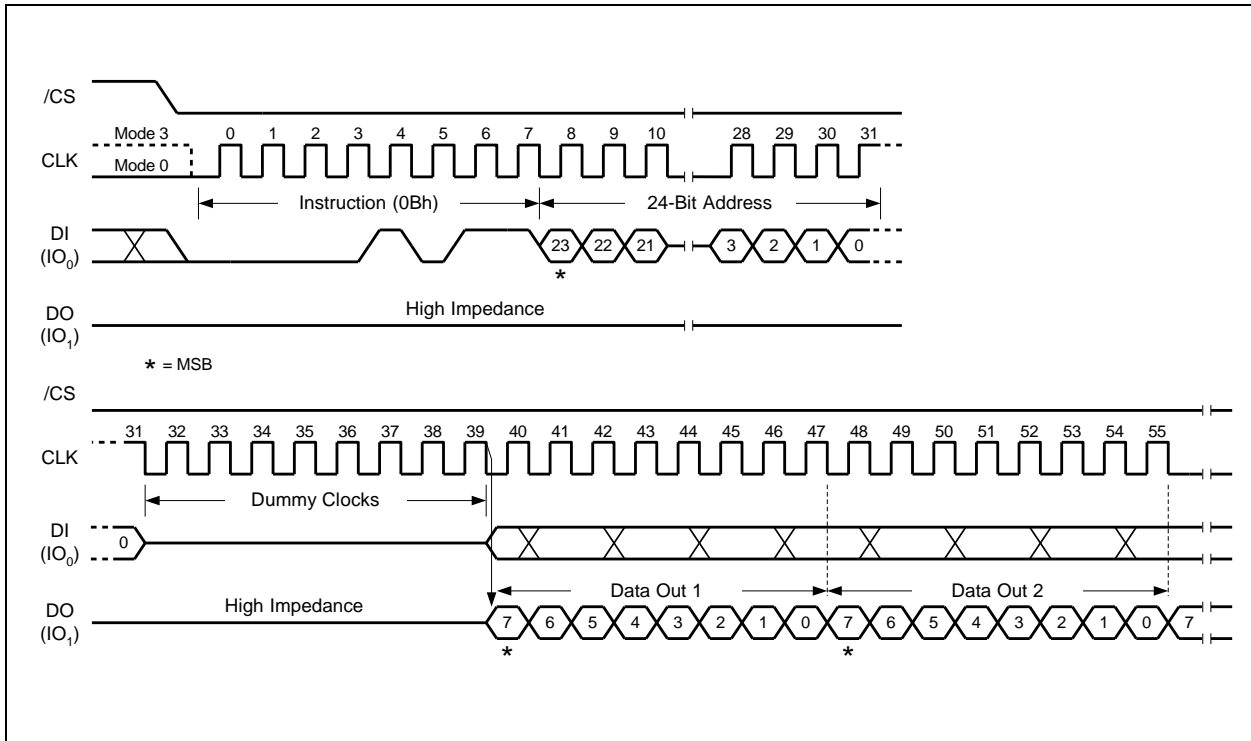 /CS
Mode 3 0 1 2 3 4 5 6 7 8 9 10 28 29 30 31
CLK
Mode 0
Instruction (0Bh) 24-Bit Address
DI
(IO0) 23 22 21 3 2 1 0
*
DO High Impedance
(IO1)
* = MSB
/CS
31 32 33 34 35 36 37 38 39 40 41 42 43 44 45 46 47 48 49 50 51 52 53 54 55
CLK
Dummy Clocks
DI
(IO0) 0
High Impedance Data Out 1 Data Out 2
DO
(IO1) 7 6 5 4 3 2 1 0 7 6 5 4 3 2 1 0 7
* *